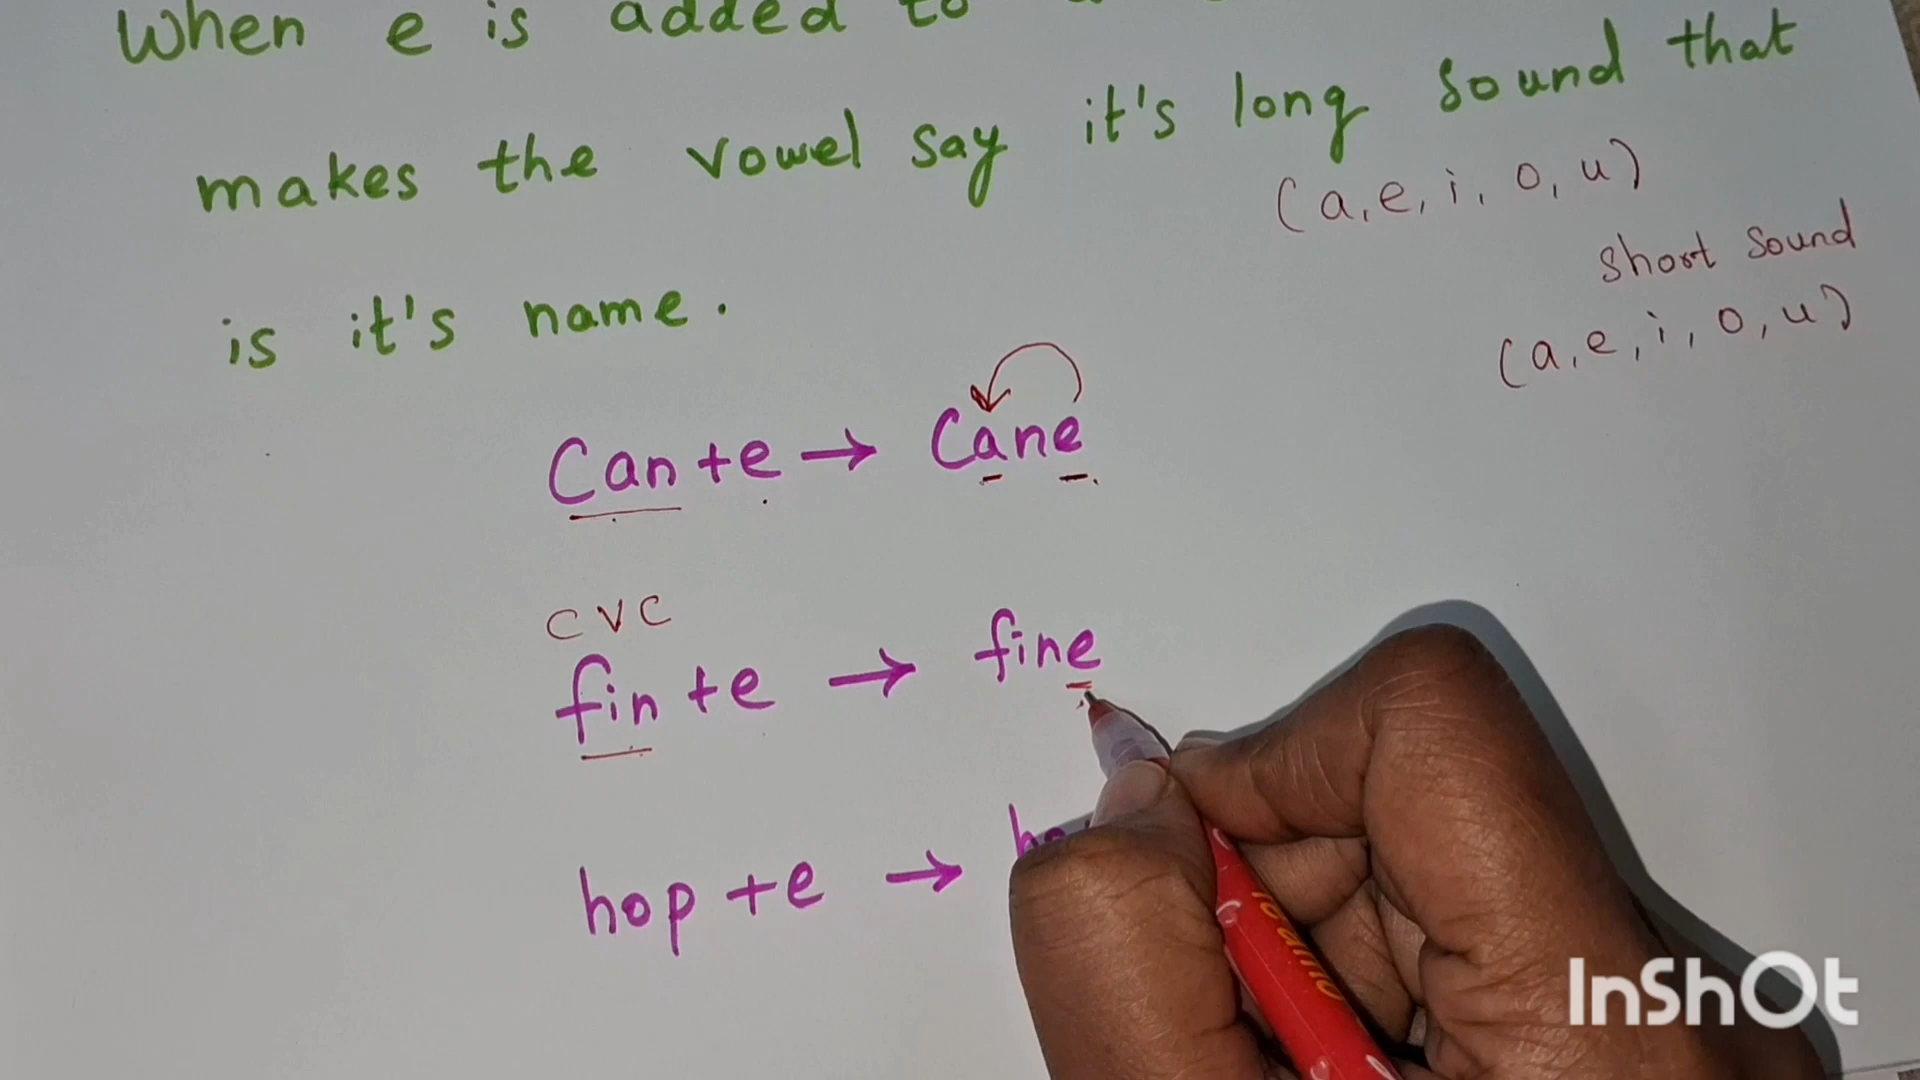 When e is added to a
makes the vowel say it's long sound that
(a, e, i, o, u)
short sound
is it's name.
(a, e, i, o, u)
Can + e → Cane
CVC
fin + e → fine
hop + e →
InShOt